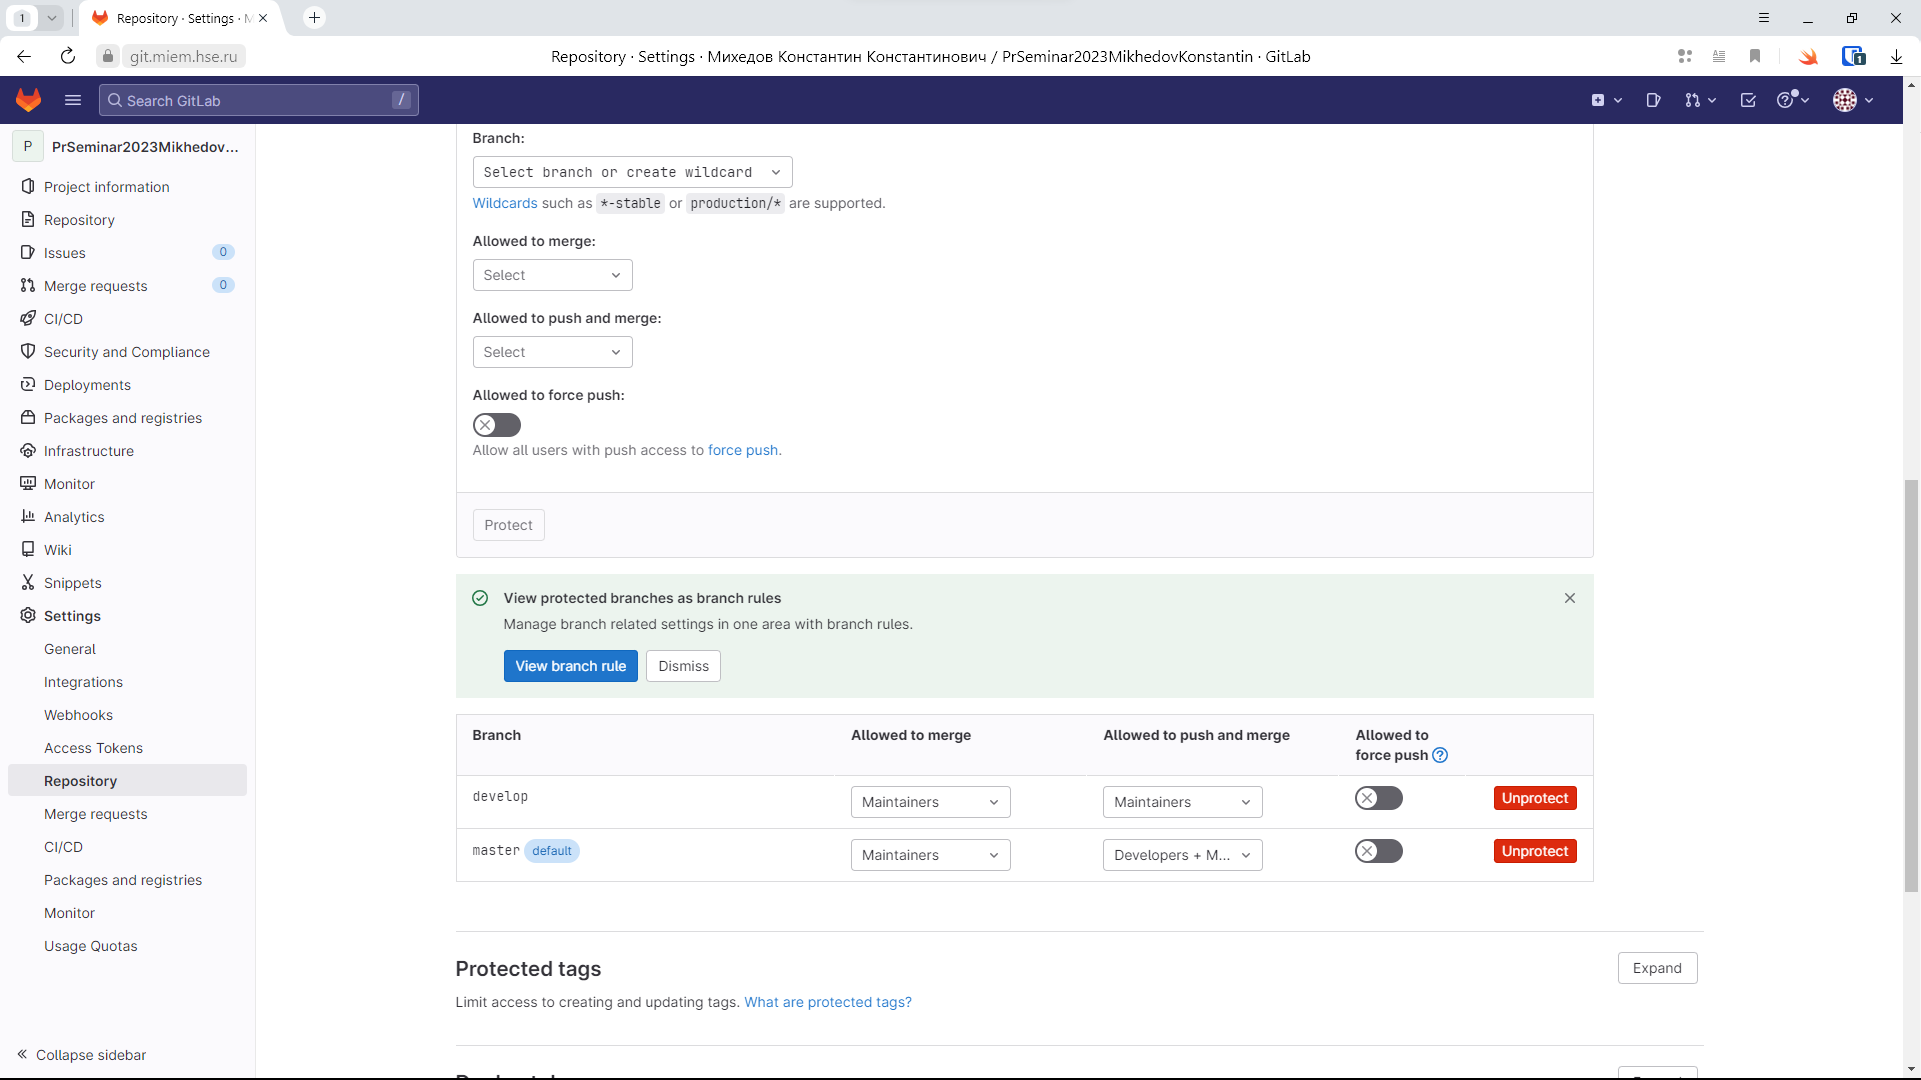 1
Repository · Settings · М
git.miem.hse.ru
Repository · Settings · Михедов Константин Константинович / PrSeminar2023MikhedovKonstantin · GitLab
1
Search GitLab
/
P
PrSeminar2023Mikhedov...
Project information
Repository
Issues 0
Merge requests 0
CI/CD
Security and Compliance
Deployments
Packages and registries
Infrastructure
Monitor
Analytics
Wiki
Snippets
Settings
General
Integrations
Webhooks
Access Tokens
Repository
Merge requests
CI/CD
Packages and registries
Monitor
Usage Quotas
Collapse sidebar
Branch:
Select branch or create wildcard
Wildcards such as *-stable or production/* are supported.
Allowed to merge:
Select
Allowed to push and merge:
Select
Allowed to force push:
Allow all users with push access to force push.
Protect
View protected branches as branch rules
Manage branch related settings in one area with branch rules.
View branch rule Dismiss
Branch Allowed to merge Allowed to push and merge Allowed to
force push ?
develop Maintainers Maintainers Unprotect
master default Maintainers Developers + M... Unprotect
Protected tags
Expand
Limit access to creating and updating tags. What are protected tags?